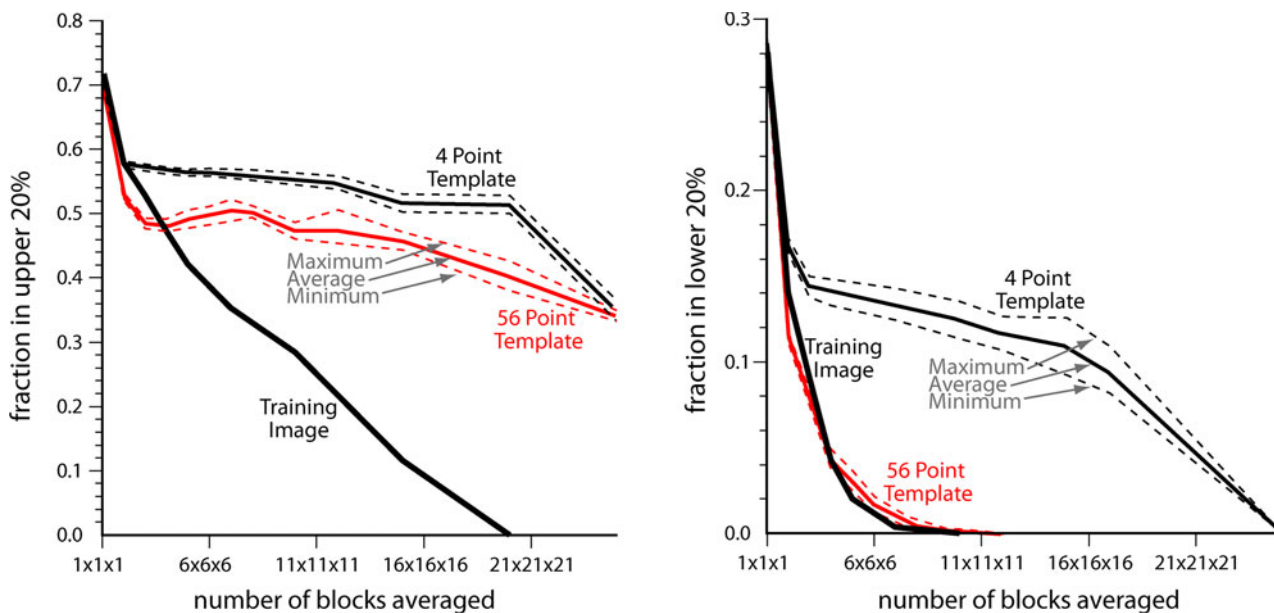 0.8
0.7
0.6
0.5
0.4
0.3
0.2
0.1
0.0
fraction in upper 20%
4 Point
Template
Maximum
Average
Minimum
56 Point
Template
Training
Image
1x1x1
6x6x6
11x11x11
16x16x16
21x21x21
number of blocks averaged
0.3
0.2
0.1
0.0
fraction in lower 20%
4 Point
Template
Training
Image
Maximum
Average
Minimum
56 Point
Template
1x1x1
6x6x6
11x11x11
16x16x16
21x21x21
number of blocks averaged